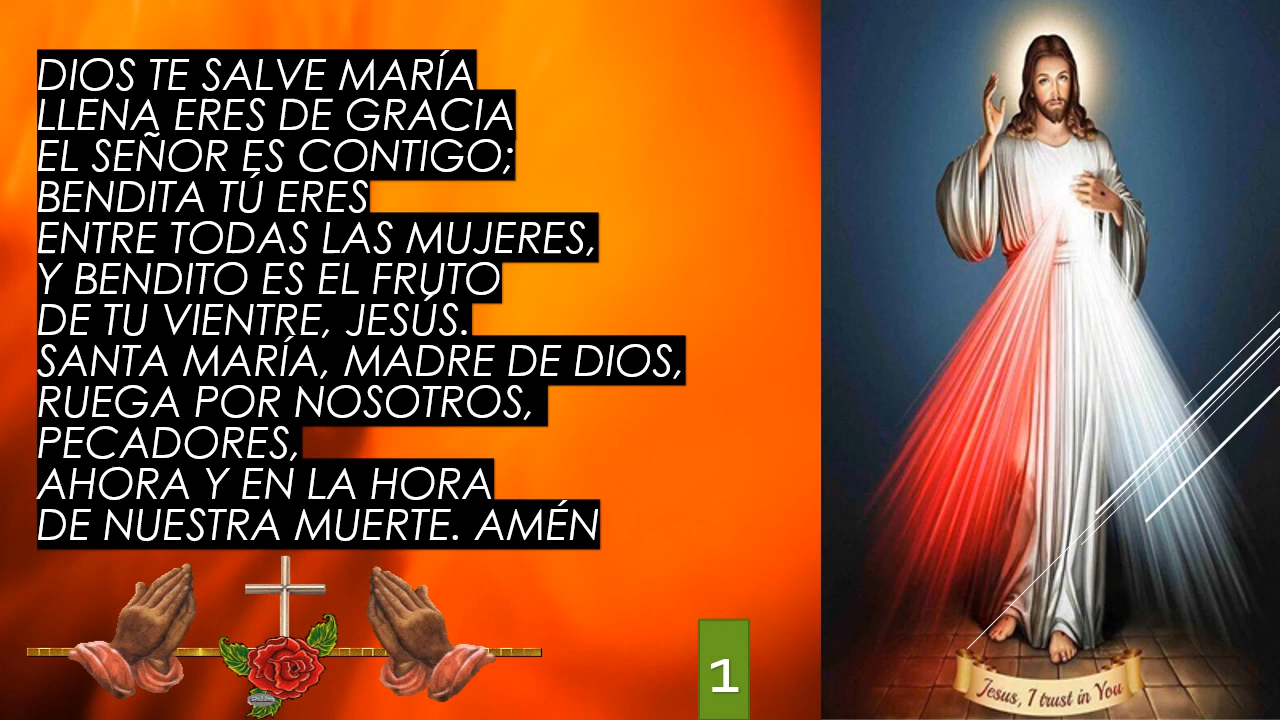 DIOS TE SALVE MARÍA
LLENA ERES DE GRACIA
EL SEÑOR ES CONTIGO;
BENDITA TÚ ERES
ENTRE TODAS LAS MUJERES,
Y BENDITO ES EL FRUTO
DE TU VIENTRE, JESÚS.
SANTA MARÍA, MADRE DE DIOS,
RUEGA POR NOSOTROS,
PECADORES,
AHORA Y EN LA HORA
DE NUESTRA MUERTE. AMÉN
1
Jesus, I trust in You